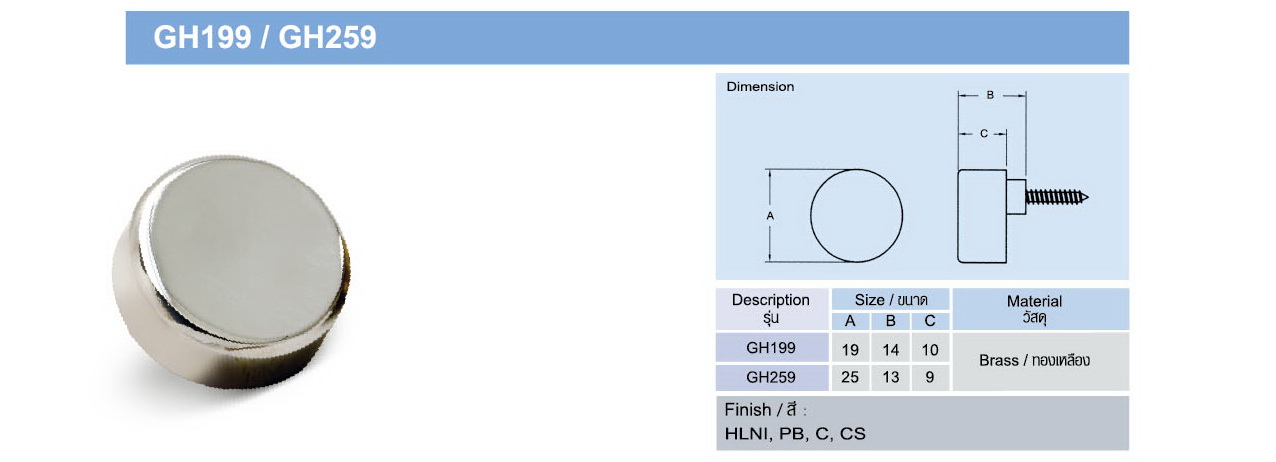 GH199 / GH259
Dimension
B
C
A
Description Size / ขนาด Material
รุ่น A B C วัสดุ
GH199 19 14 10 Brass / ทองเหลือง
GH259 25 13 9
Finish / สี :
HLNI, PB, C, CS